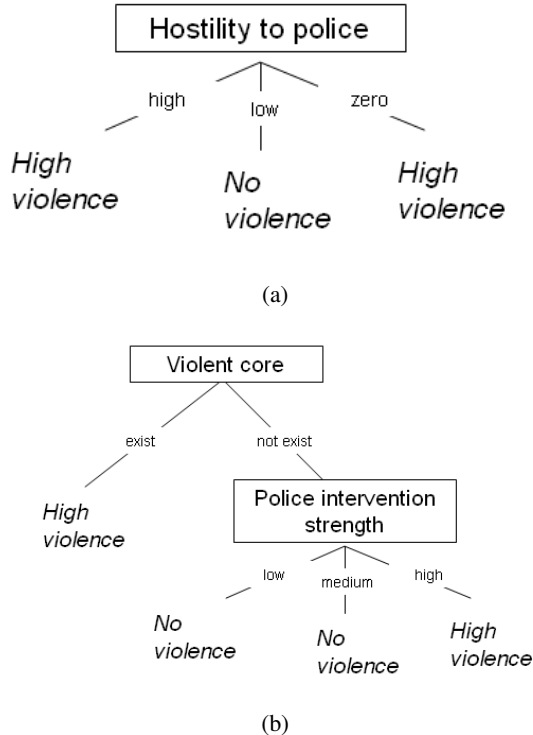 Hostility to police
high
low
zero
High
violence
No
violence
High
violence
(a)
Violent core
exist
not exist
High
violence
Police intervention
strength
low
medium
high
No
violence
No
violence
High
violence
(b)